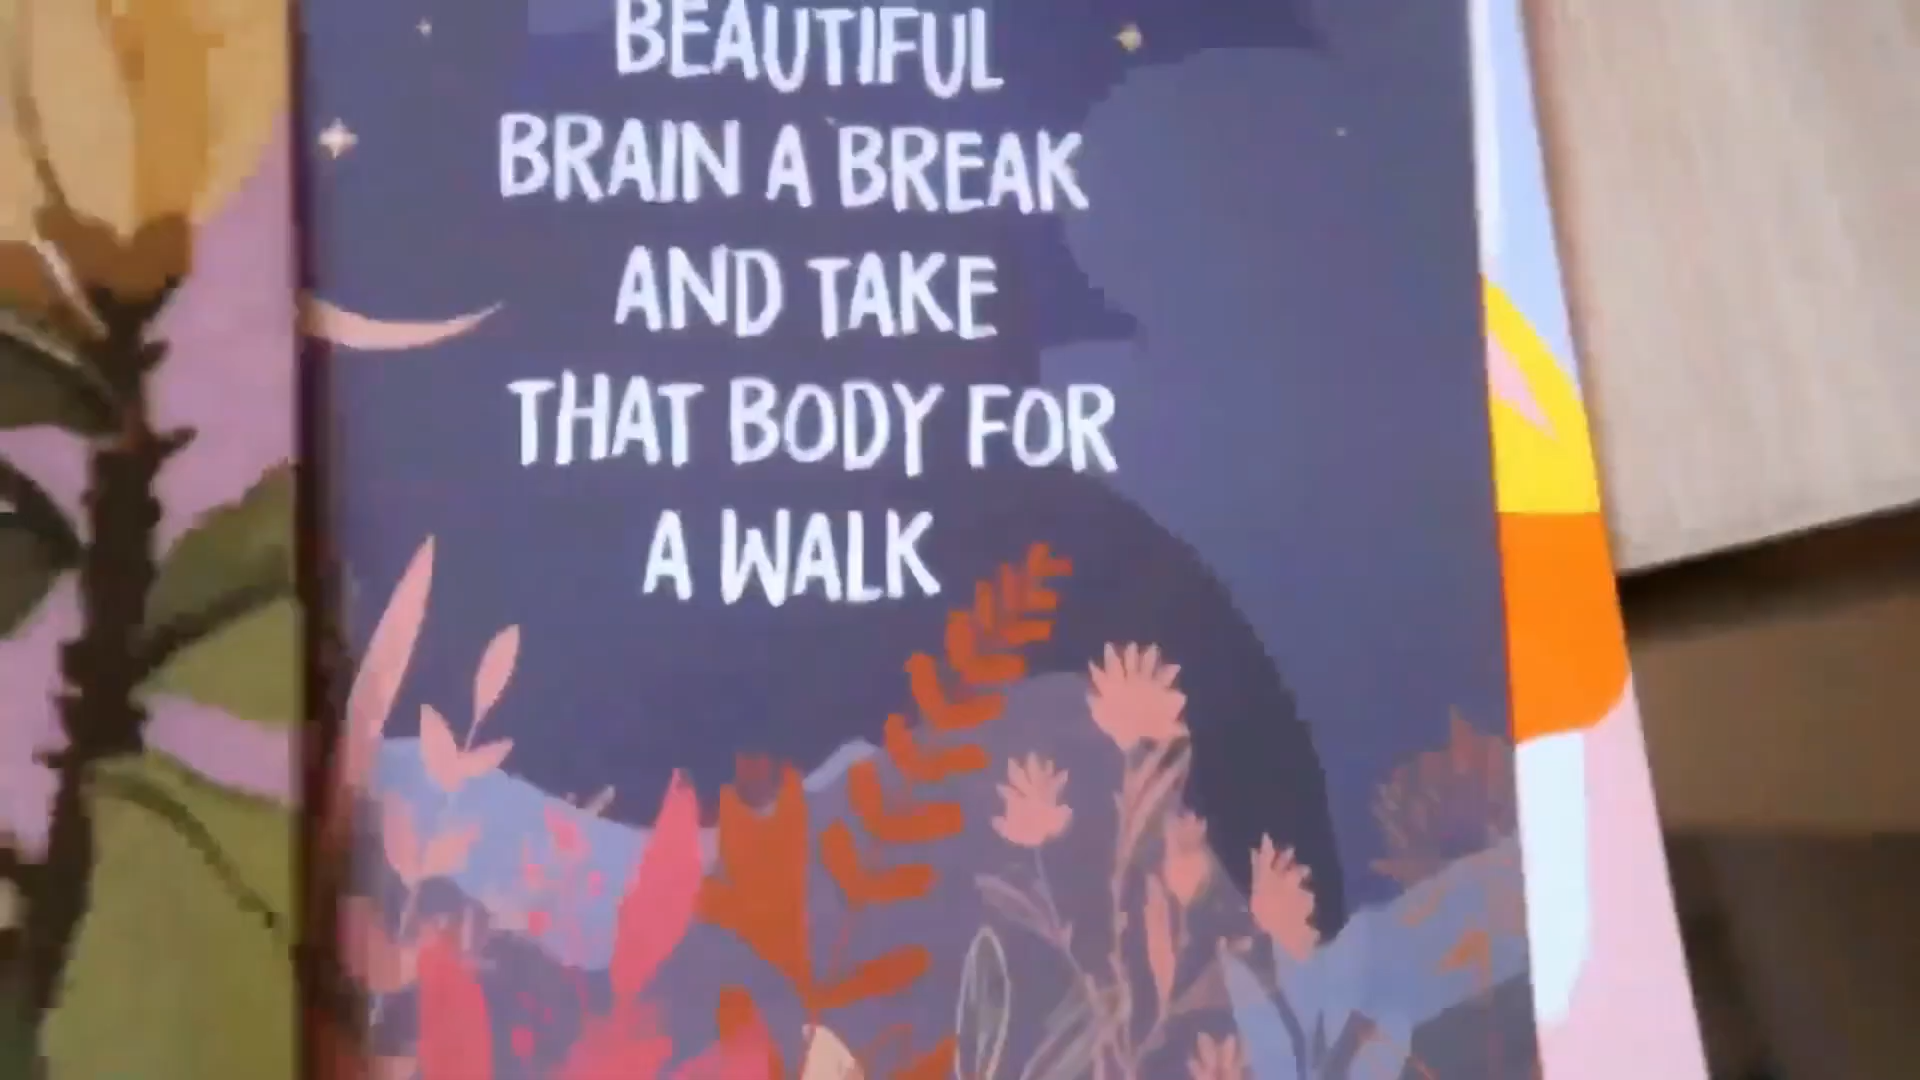 BEAUTIFUL
BRAIN A BREAK
AND TAKE
THAT BODY FOR
A WALK